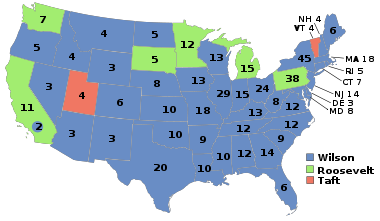 NH 4
VT 4
7 4 5 12 6
5 4 5 13 45 MA 18
3 15 38 RI 5
CT 7
11 3 4 6 8 13 29 15 24 NJ 14
DE 3
8 12 MD 8
2 10 18 13
3 3 10 9 12 12
9
10 12 14
20 10
6
Wilson
Roosevelt
Taft